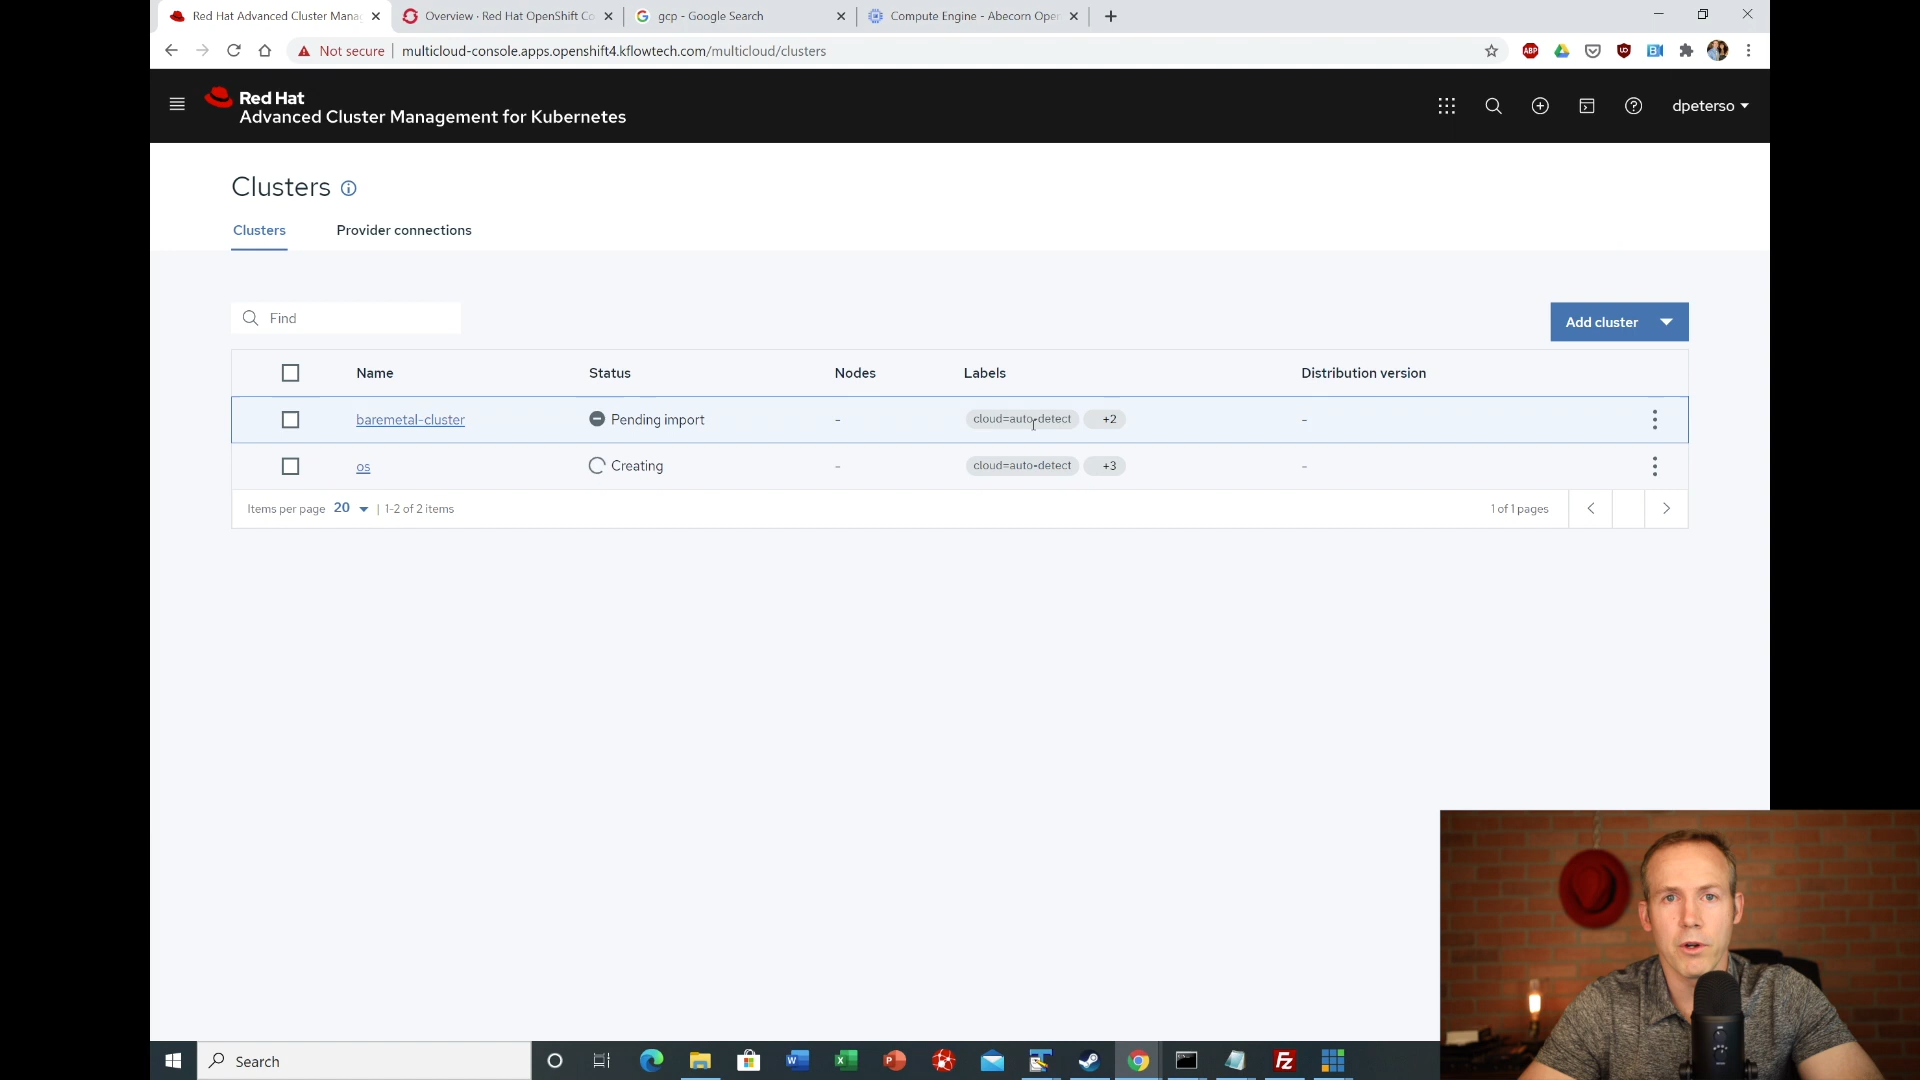 Red Hat Advanced Cluster Mana
Overview · Red Hat OpenShift Co
gcp - Google Search
Compute Engine - Abecorn Oper
Not secure
multicloud-console.apps.openshift4.kflowtech.com/multicloud/clusters
ABP
Red Hat
Advanced Cluster Management for Kubernetes
dpeterso
Clusters
Clusters
Provider connections
Find
Add cluster
Name
Status
Nodes
Labels
Distribution version
baremetal-cluster
Pending import
-
cloud=auto-detect
+2
-
os
Creating
-
cloud=auto-detect
+3
-
Items per page
20
| 1-2 of 2 items
1 of 1 pages
Search